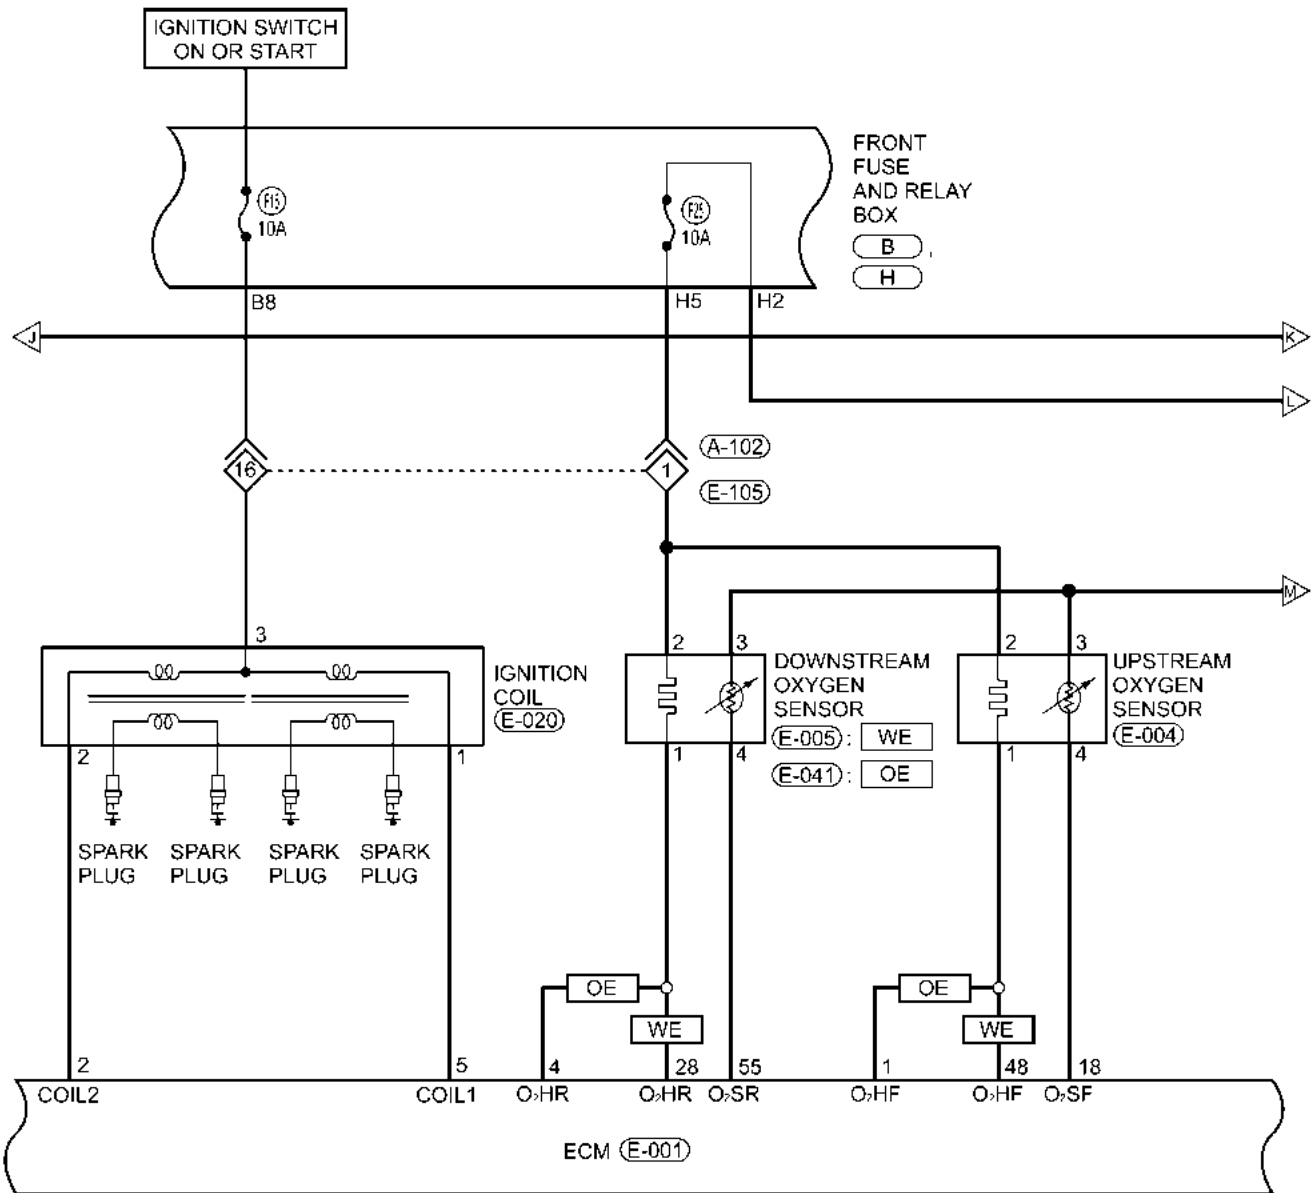 IGNITION SWITCH
ON OR START
FRONT
FUSE
AND RELAY
BOX
B ,
H
F15
10A
F25
10A
B8
H5
H2
J
K
L
16
1
A-102
E-105
M
3
IGNITION
COIL
E-020
2
1
2
3
DOWNSTREAM
OXYGEN
SENSOR
E-005 : WE
E-041 : OE
1
4
2
3
UPSTREAM
OXYGEN
SENSOR
E-004
1
4
SPARK
PLUG
SPARK
PLUG
SPARK
PLUG
SPARK
PLUG
OE
WE
OE
WE
2
5
4
28
55
1
48
18
COIL2
COIL1
O₂HR
O₂HR
O₂SR
O₂HF
O₂HF
O₂SF
ECM E-001